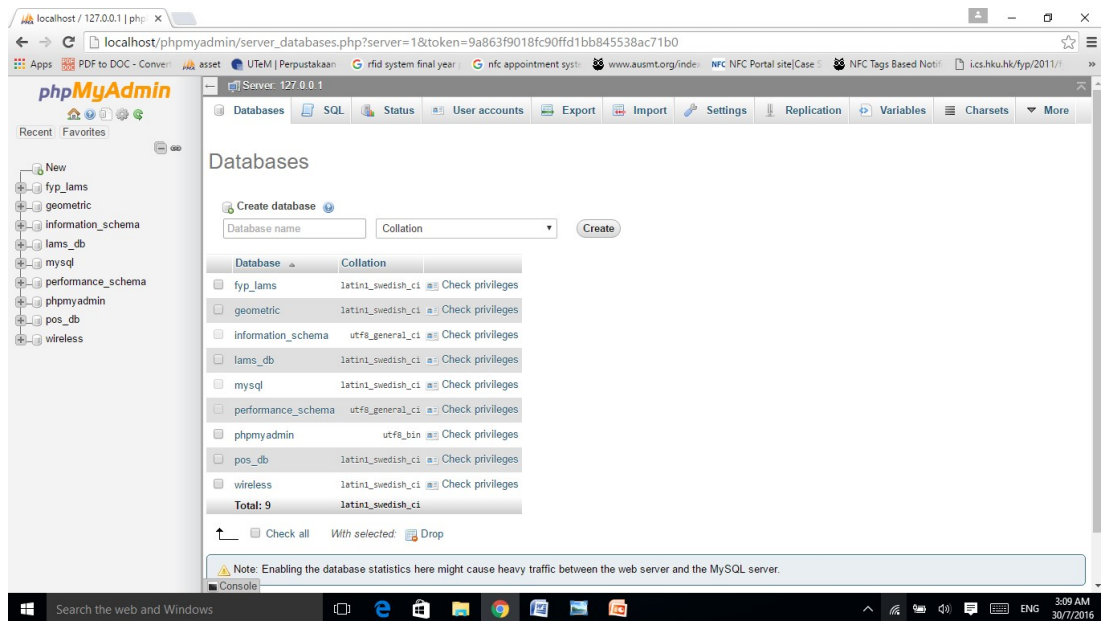 localhost / 127.0.0.1 | php
localhost/phpmyadmin/server_databases.php?server=1&token=9a863f9018fc90ffd1bb845538ac71b0
Apps PDF to DOC - Conver asset UTeM | Perpustakaan rfid system final year nfc appointment syst www.ausmt.org/index NFC Portal site|Case S NFC Tags Based Notifi i.cs.hku.hk/fyp/2011/ »
phpMyAdmin
Recent Favorites
New
fyp_lams
geometric
information_schema
lams_db
mysql
performance_schema
phpmyadmin
pos_db
wireless
Server: 127.0.0.1
Databases SQL Status User accounts Export Import Settings Replication Variables Charsets More
Databases
Create database
Database name Collation Create
Database Collation
fyp_lams latin1_swedish_ci Check privileges
geometric latin1_swedish_ci Check privileges
information_schema utf8_general_ci Check privileges
lams_db latin1_swedish_ci Check privileges
mysql latin1_swedish_ci Check privileges
performance_schema utf8_general_ci Check privileges
phpmyadmin utf8_bin Check privileges
pos_db latin1_swedish_ci Check privileges
wireless latin1_swedish_ci Check privileges
Total: 9 latin1_swedish_ci
Check all With selected: Drop
Note: Enabling the database statistics here might cause heavy traffic between the web server and the MySQL server.
Console
Search the web and Windows
ENG
3:09 AM
30/7/2016